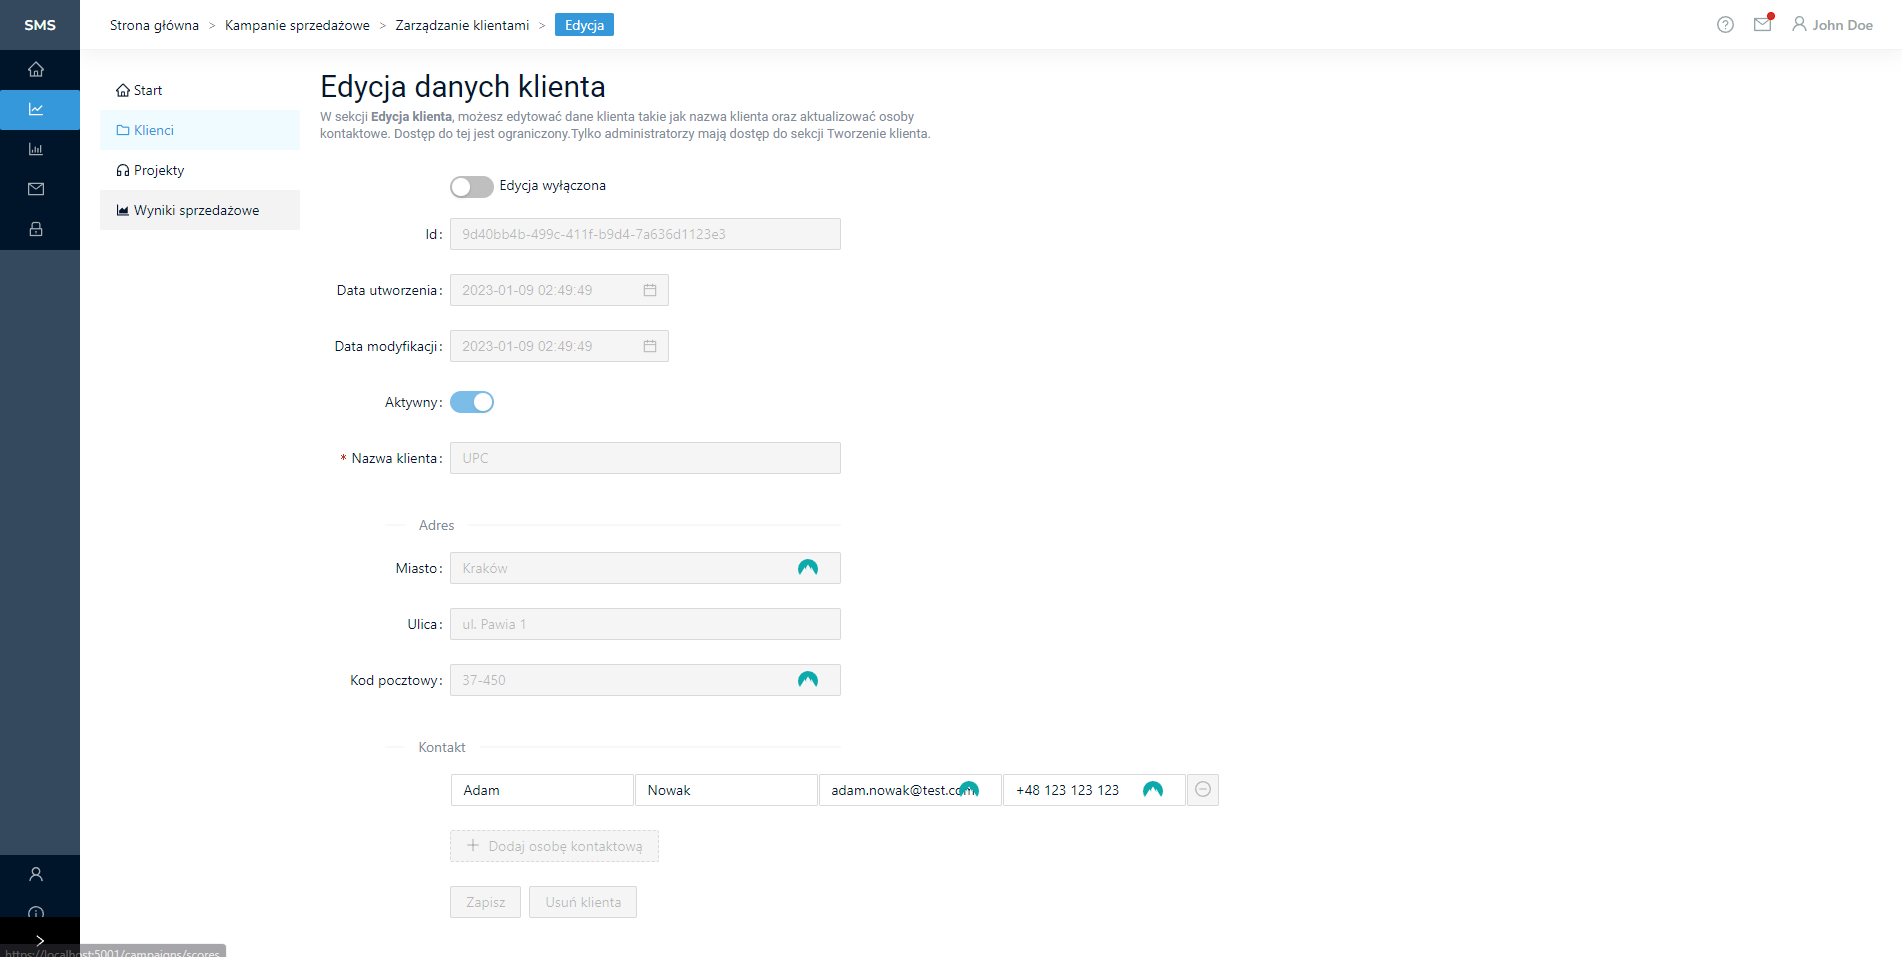 SMS
Strona główna > Kampanie sprzedażowe > Zarządzanie klientami > Edycja
John Doe
Start
Klienci
Projekty
Wyniki sprzedażowe
Edycja danych klienta
W sekcji Edycja klienta, możesz edytować dane klienta takie jak nazwa klienta oraz aktualizować osoby
kontaktowe. Dostęp do tej jest ograniczony.Tylko administratorzy mają dostęp do sekcji Tworzenie klienta.
Edycja wyłączona
Id: 9d40bb4b-499c-411f-b9d4-7a636d1123e3
Data utworzenia: 2023-01-09 02:49:49
Data modyfikacji: 2023-01-09 02:49:49
Aktywny:
* Nazwa klienta: UPC
Adres
Miasto: Kraków
Ulica: ul. Pawia 1
Kod pocztowy: 37-450
Kontakt
Adam Nowak adam.nowak@test.com +48 123 123 123
+ Dodaj osobę kontaktową
Zapisz Usuń klienta
https://localhost:5001/campaigns/scores